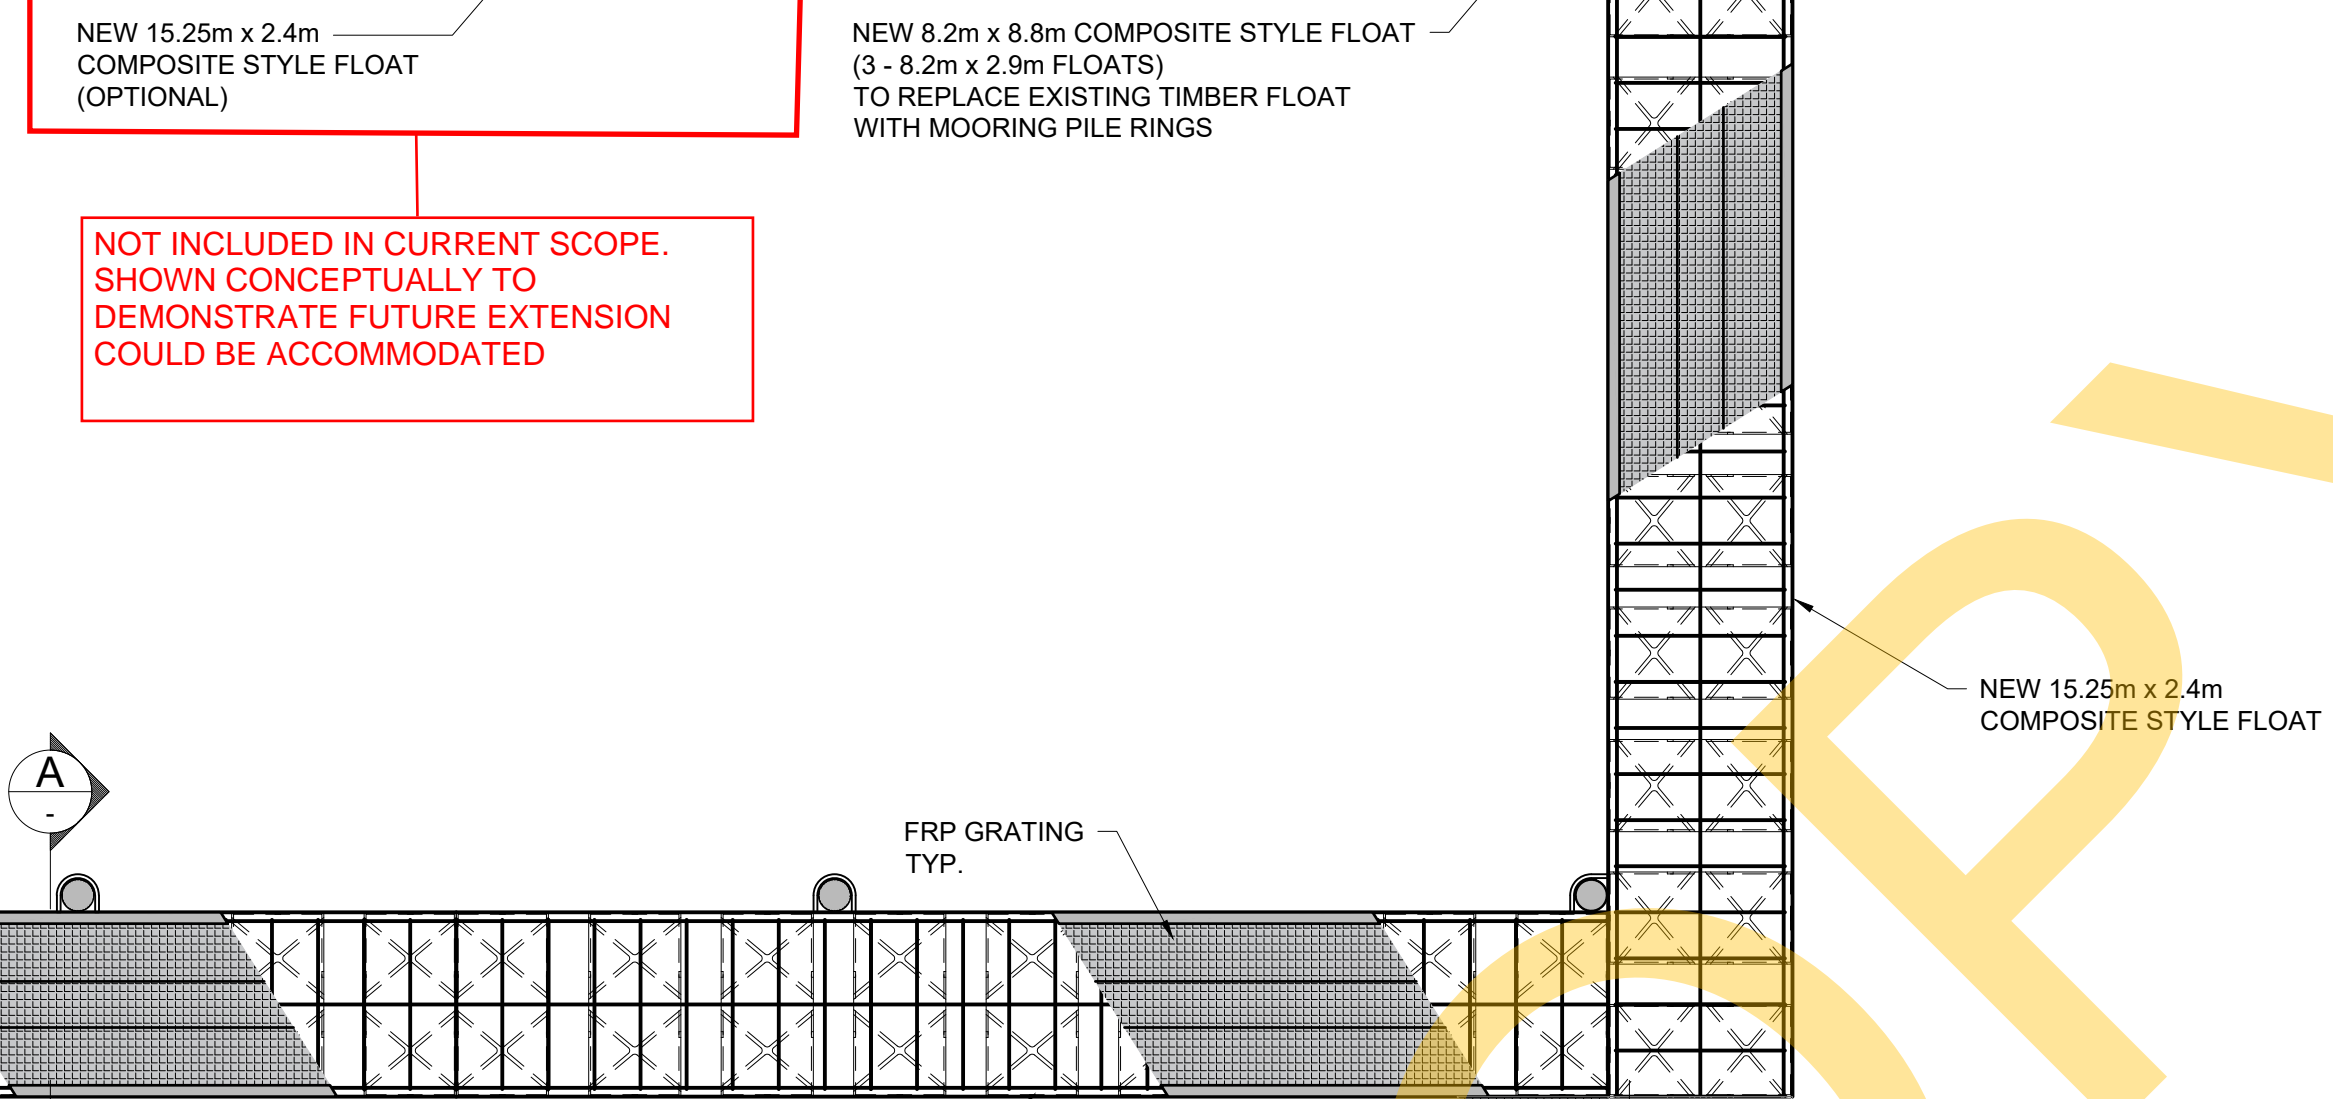 NEW 15.25m x 2.4m
COMPOSITE STYLE FLOAT
(OPTIONAL)
NEW 8.2m x 8.8m COMPOSITE STYLE FLOAT
(3 - 8.2m x 2.9m FLOATS)
TO REPLACE EXISTING TIMBER FLOAT
WITH MOORING PILE RINGS
NOT INCLUDED IN CURRENT SCOPE.
SHOWN CONCEPTUALLY TO
DEMONSTRATE FUTURE EXTENSION
COULD BE ACCOMMODATED
NEW 15.25m x 2.4m
COMPOSITE STYLE FLOAT
A
-
FRP GRATING
TYP.